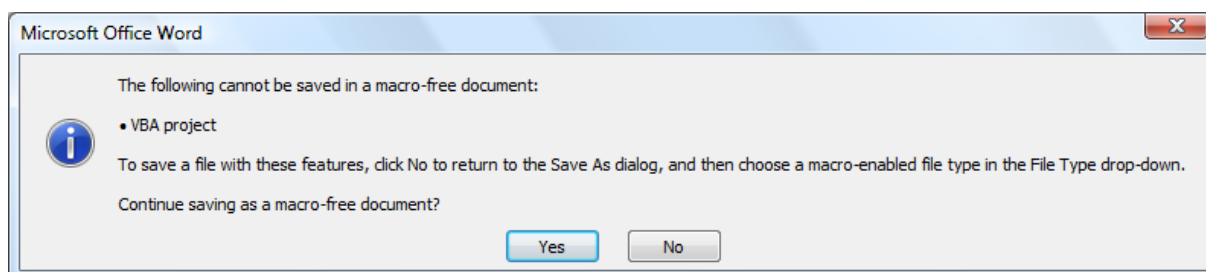 Microsoft Office Word
The following cannot be saved in a macro-free document:
• VBA project
To save a file with these features, click No to return to the Save As dialog, and then choose a macro-enabled file type in the File Type drop-down.
Continue saving as a macro-free document?
Yes No